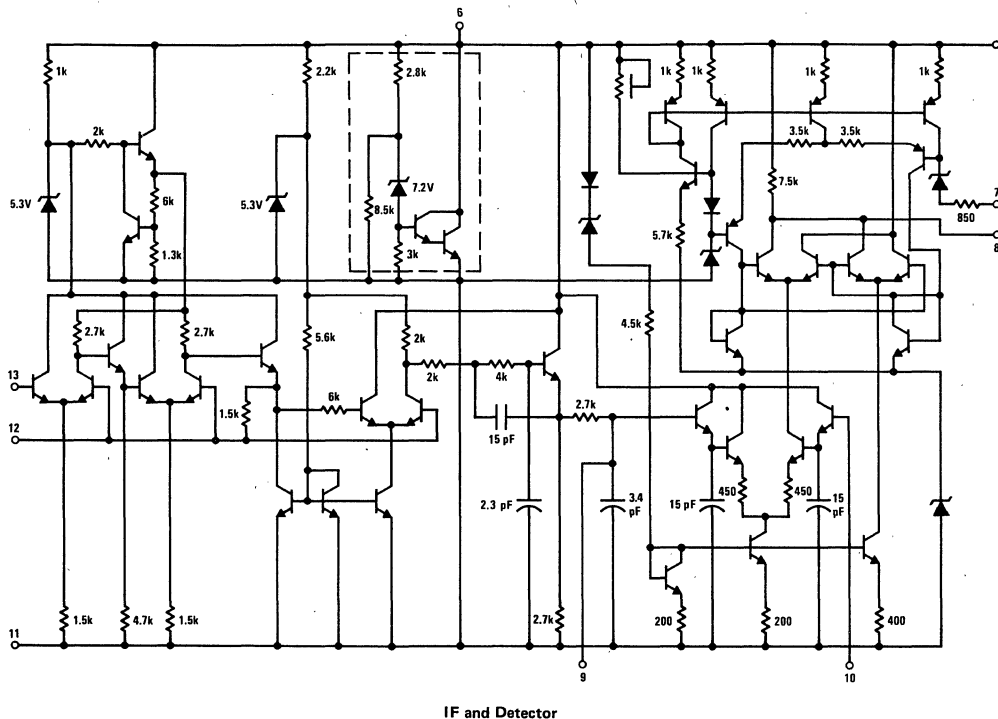 6
1k
2.2k
2.8k
1k
1k
1k
1k
2k
3.5k
3.5k
5.3V
6k
5.3V
7.2V
7.5k
7
8.5k
850
1.3k
3k
5.7k
8
2.7k
2.7k
5.6k
2k
4.5k
13
2k
4k
1.5k
6k
2.7k
12
15 pF
2.3 pF
3.4 pF
450
450
15 pF
15 pF
1.5k
4.7k
1.5k
2.7k
200
200
400
11
9
10
IF and Detector